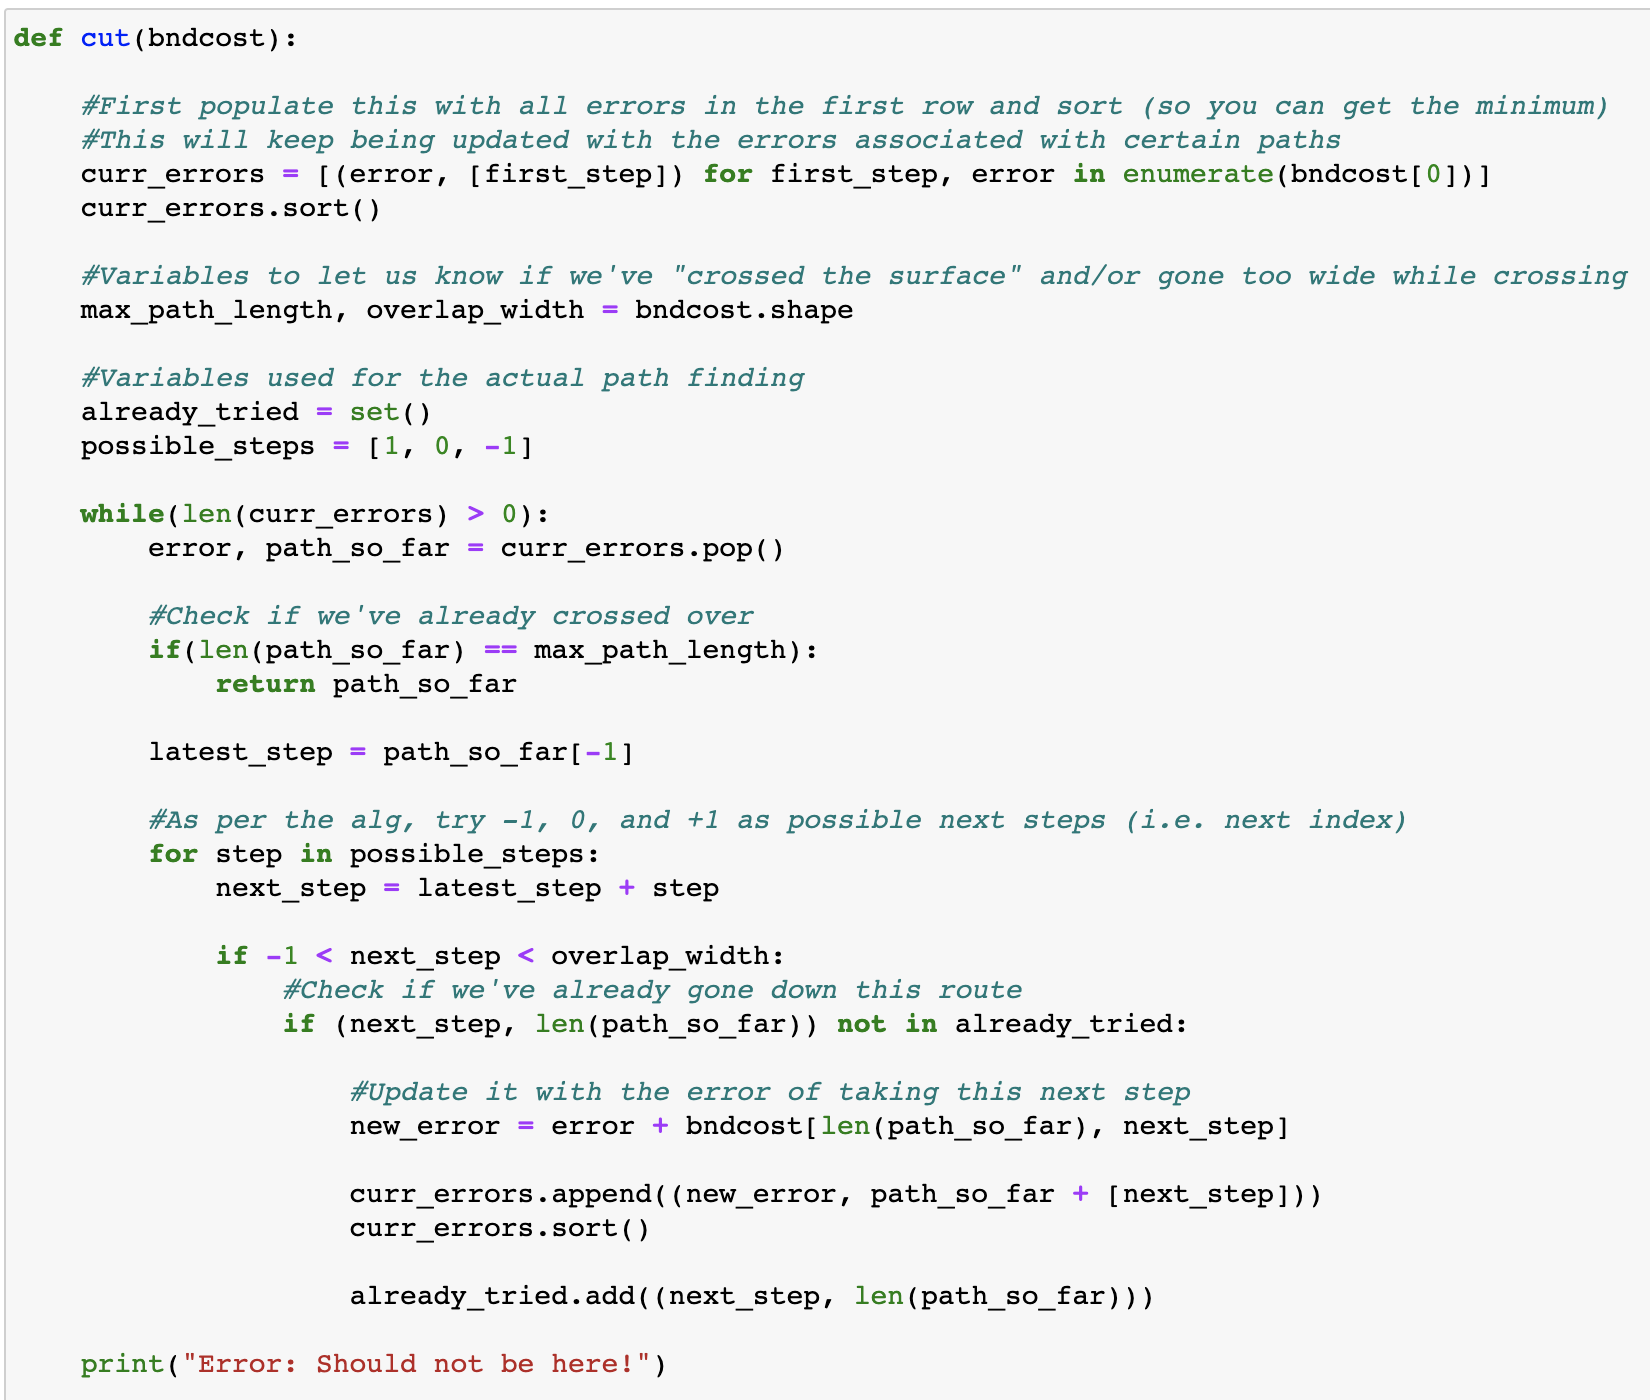 def cut(bndcost):
#First populate this with all errors in the first row and sort (so you can get the minimum)
#This will keep being updated with the errors associated with certain paths
curr_errors = [(error, [first_step]) for first_step, error in enumerate(bndcost[0])]
curr_errors.sort()
#Variables to let us know if we've "crossed the surface" and/or gone too wide while crossing
max_path_length, overlap_width = bndcost.shape
#Variables used for the actual path finding
already_tried = set()
possible_steps = [1, 0, -1]
while(len(curr_errors) > 0):
error, path_so_far = curr_errors.pop()
#Check if we've already crossed over
if(len(path_so_far) == max_path_length):
return path_so_far
latest_step = path_so_far[-1]
#As per the alg, try -1, 0, and +1 as possible next steps (i.e. next index)
for step in possible_steps:
next_step = latest_step + step
if -1 < next_step < overlap_width:
#Check if we've already gone down this route
if (next_step, len(path_so_far)) not in already_tried:
#Update it with the error of taking this next step
new_error = error + bndcost[len(path_so_far), next_step]
curr_errors.append((new_error, path_so_far + [next_step]))
curr_errors.sort()
already_tried.add((next_step, len(path_so_far)))
print("Error: Should not be here!")